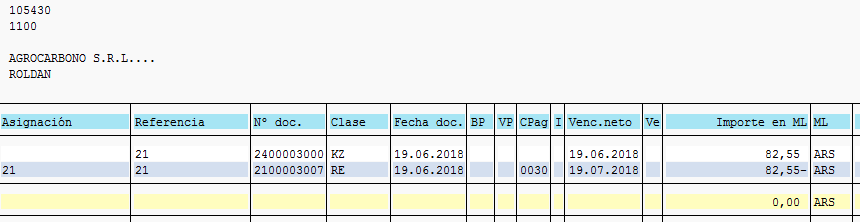 105430
1100
AGROCARBONO S.R.L....
ROLDAN
Asignación Referencia Nº doc. Clase Fecha doc. BP VP CPag I Venc.neto Ve Importe en ML ML
21 2400003000 KZ 19.06.2018 19.06.2018 82,55 ARS
21 21 2100003007 RE 19.06.2018 0030 19.07.2018 82,55- ARS
0,00 ARS